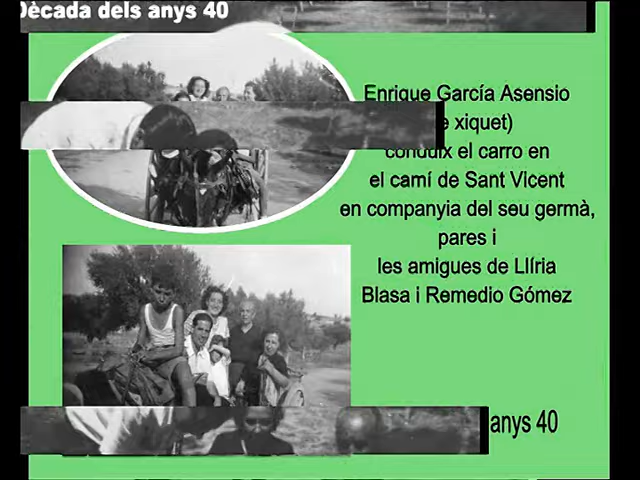 Dècada dels anys 40
Enrique García Asensio
xiquet)
conduix el carro en
el camí de Sant Vicent
en companyia del seu germà,
pares i
les amigues de Llíria
Blasa i Remedio Gómez
anys 40